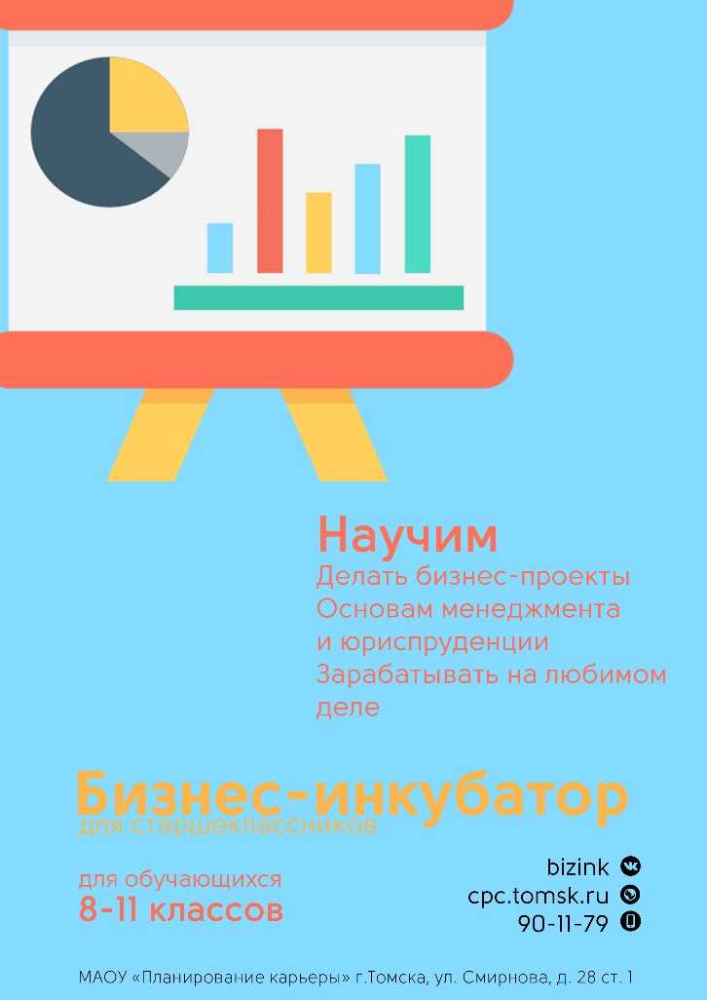 Научим
Делать бизнес-проекты
Основам менеджмента
и юриспруденции
Зарабатывать на любимом
деле
Бизнес-инкубатор
для старшеклассников
для обучающихся
8-11 классов
bizink
cpc.tomsk.ru
90-11-79
МАОУ «Планирование карьеры» г.Томска, ул. Смирнова, д. 28 ст. 1